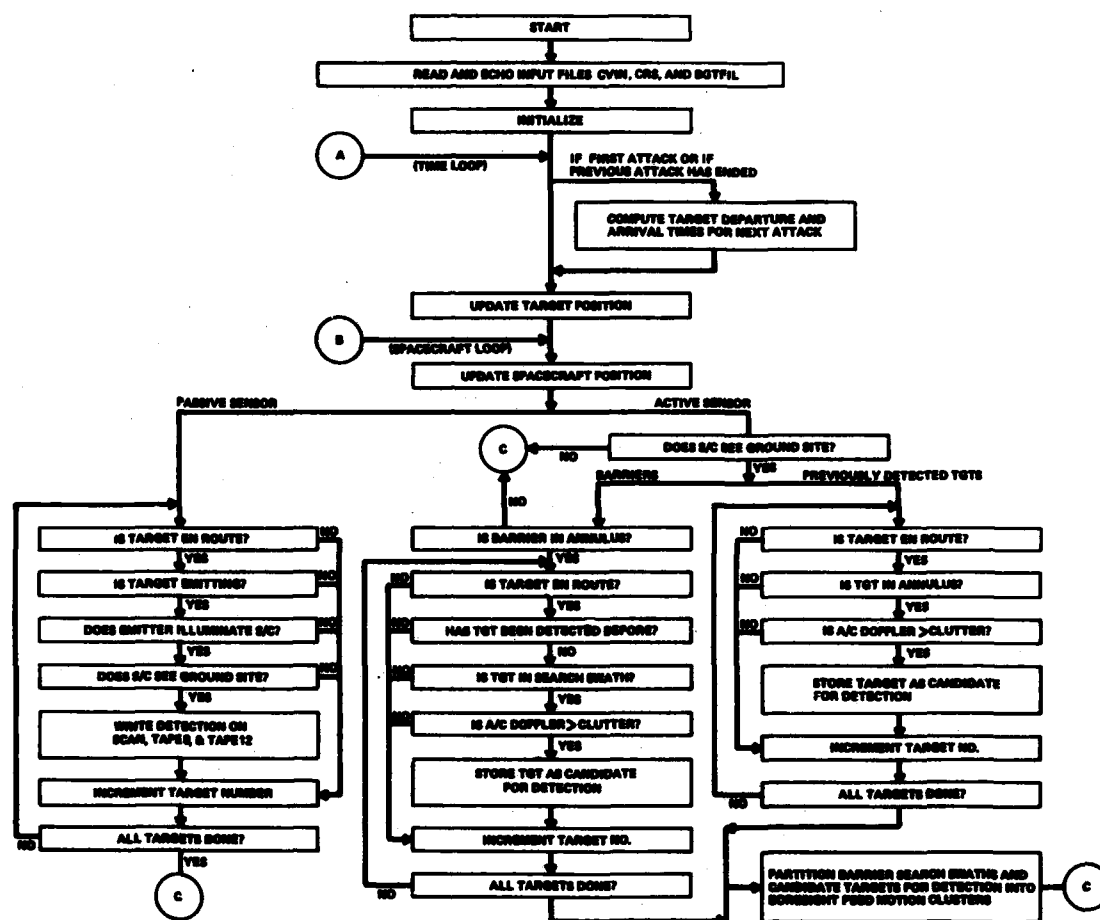 START
READ AND ECHO INPUT FILES CVIN, CRS, AND BGTFIL
INITIALIZE
A
(TIME LOOP)
IF FIRST ATTACK OR IF
PREVIOUS ATTACK HAS ENDED
COMPUTE TARGET DEPARTURE AND
ARRIVAL TIMES FOR NEXT ATTACK
UPDATE TARGET POSITION
B
(SPACECRAFT LOOP)
UPDATE SPACECRAFT POSITION
PASSIVE SENSOR
ACTIVE SENSOR
C
NO
DOES S/C SEE GROUND SITE?
YES
BARRIERS
PREVIOUSLY DETECTED TGTS
NO
IS TARGET EN ROUTE?
NO
YES
IS TARGET EMITTING?
NO
YES
DOES EMITTER ILLUMINATE S/C?
NO
YES
DOES S/C SEE GROUND SITE?
NO
YES
WRITE DETECTION ON
SCAN, TAPE8, & TAPE12
INCREMENT TARGET NUMBER
ALL TARGETS DONE?
NO
YES
C
IS BARRIER IN ANNULUS?
YES
NO
IS TARGET EN ROUTE?
YES
NO
HAS TGT BEEN DETECTED BEFORE?
NO
NO
IS TGT IN SEARCH SWATH?
YES
NO
IS A/C DOFFLER >CLUTTER?
YES
STORE TGT AS CANDIDATE
FOR DETECTION
INCREMENT TARGET NO.
ALL TARGETS DONE?
NO
NO
IS TARGET EN ROUTE?
YES
NO
IS TGT IN ANNULUS?
YES
NO
IS A/C DOFFLER >CLUTTER?
YES
STORE TARGET AS CANDIDATE
FOR DETECTION
INCREMENT TARGET NO.
ALL TARGETS DONE?
NO
PARTITION BARRIER SEARCH SWATHS AND
CANDIDATE TARGETS FOR DETECTION INTO
BORESIGHT FEED MOTION CLUSTERS
C